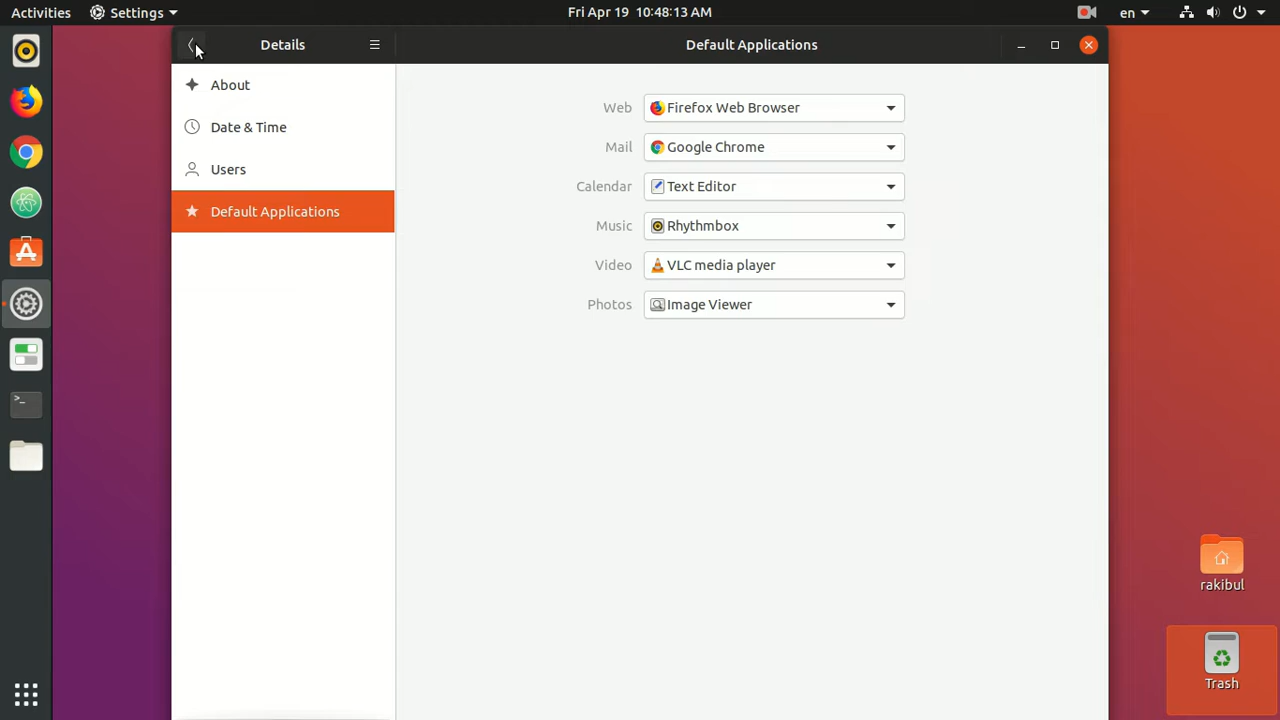 Activities Settings Fri Apr 19 10:48:13 AM en
Details Default Applications
About
Date & Time
Users
Default Applications
Web Firefox Web Browser
Mail Google Chrome
Calendar Text Editor
Music Rhythmbox
Video VLC media player
Photos Image Viewer
rakibul
Trash